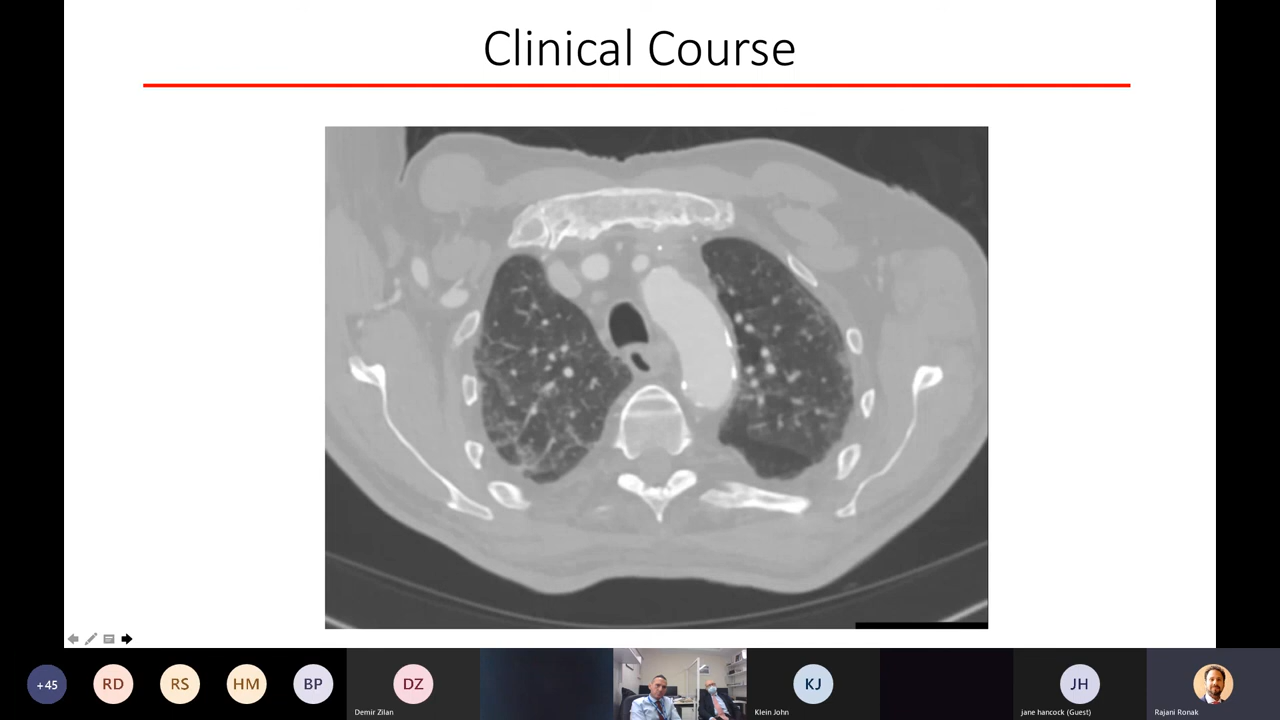 Clinical Course
+45
RD
RS
HM
BP
DZ
KJ
JH
Demir Zilan
Klein John
jane hancock (Guest)
Rajani Ronak